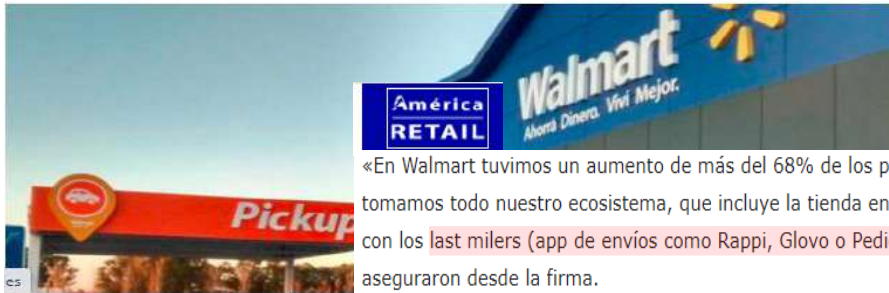 Walmart
Ahorrá Dinero. Viví Mejor.
América
RETAIL
Pickup
«En Walmart tuvimos un aumento de más del 68% de los p
tomamos todo nuestro ecosistema, que incluye la tienda en
con los last milers (app de envíos como Rappi, Glovo o Pedi
aseguraron desde la firma.
es